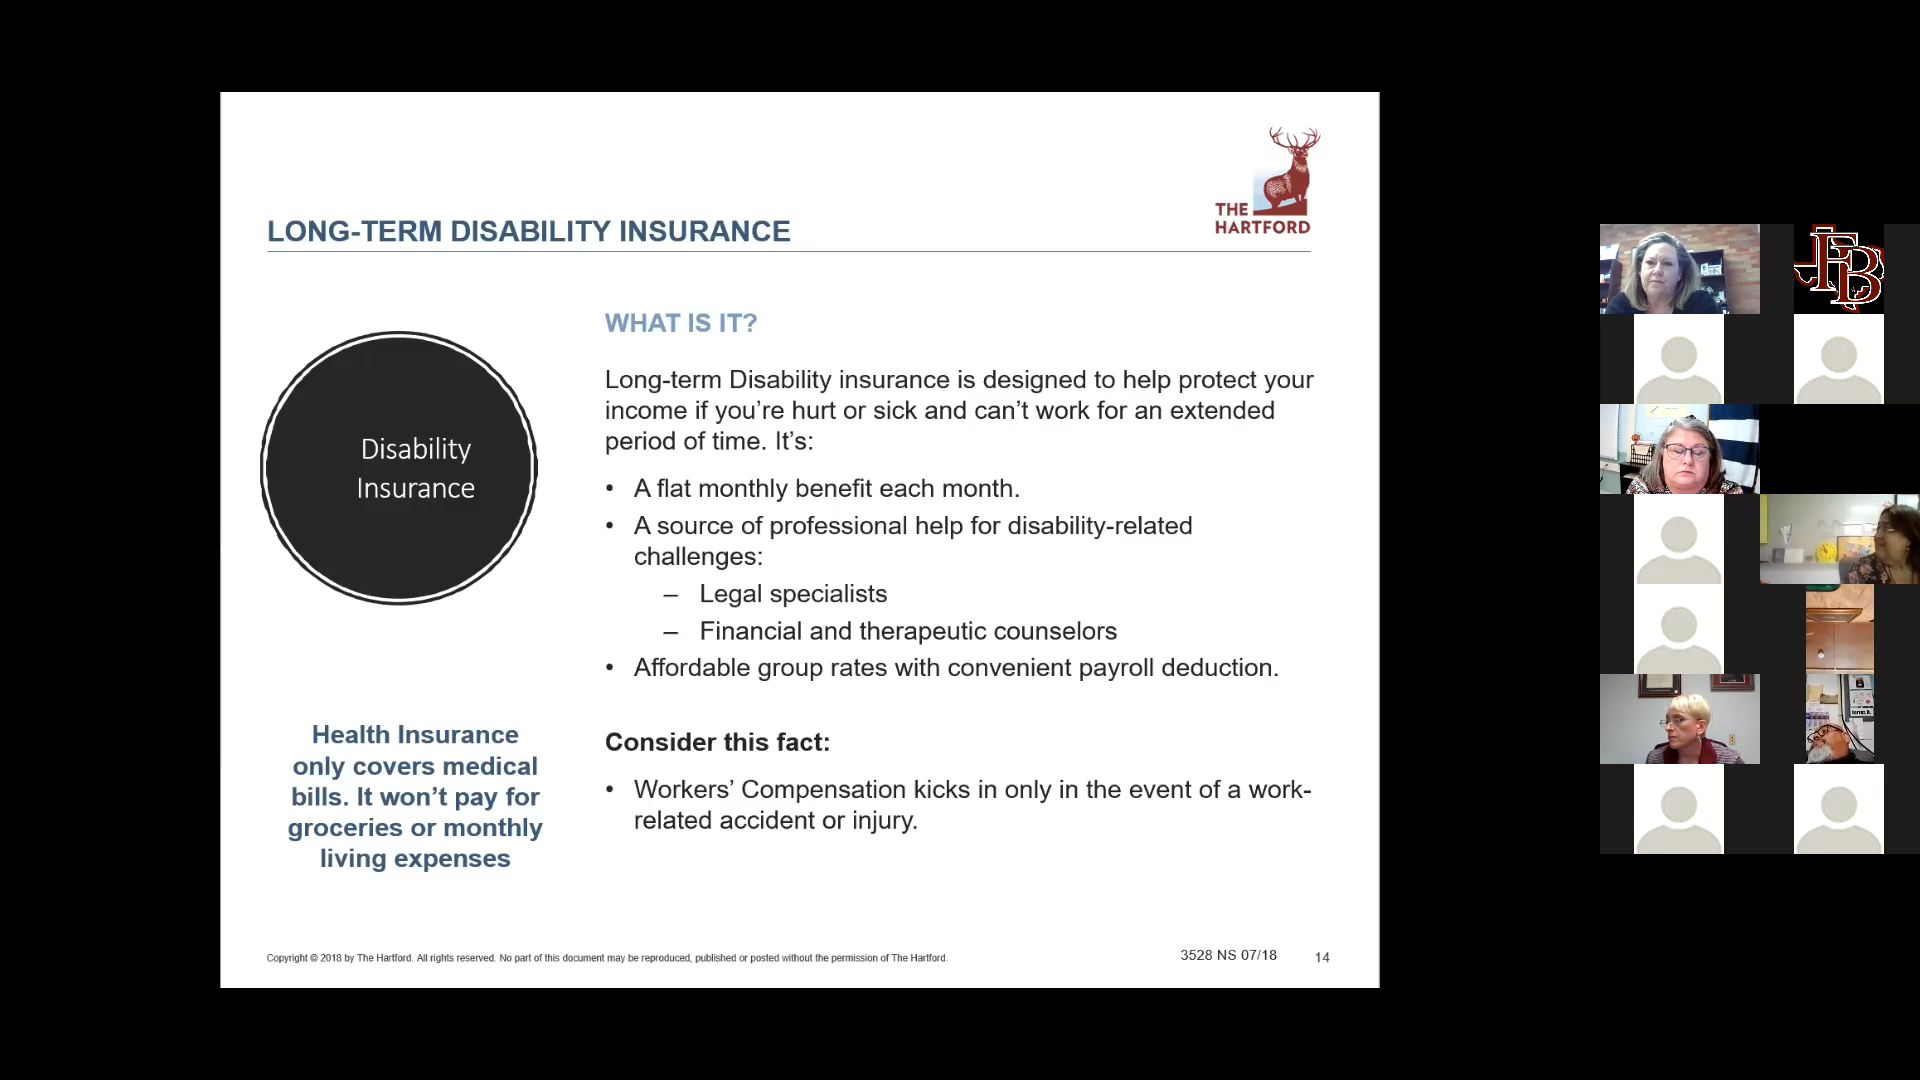 THE
HARTFORD
LONG-TERM DISABILITY INSURANCE
WHAT IS IT?
Long-term Disability insurance is designed to help protect your
income if you’re hurt or sick and can’t work for an extended
period of time. It’s:
• A flat monthly benefit each month.
• A source of professional help for disability-related
challenges:
– Legal specialists
– Financial and therapeutic counselors
• Affordable group rates with convenient payroll deduction.
Consider this fact:
• Workers’ Compensation kicks in only in the event of a work-
related accident or injury.
Disability
Insurance
Health Insurance
only covers medical
bills. It won’t pay for
groceries or monthly
living expenses
Copyright © 2018 by The Hartford. All rights reserved. No part of this document may be reproduced, published or posted without the permission of The Hartford.
3528 NS 07/18
14
FB